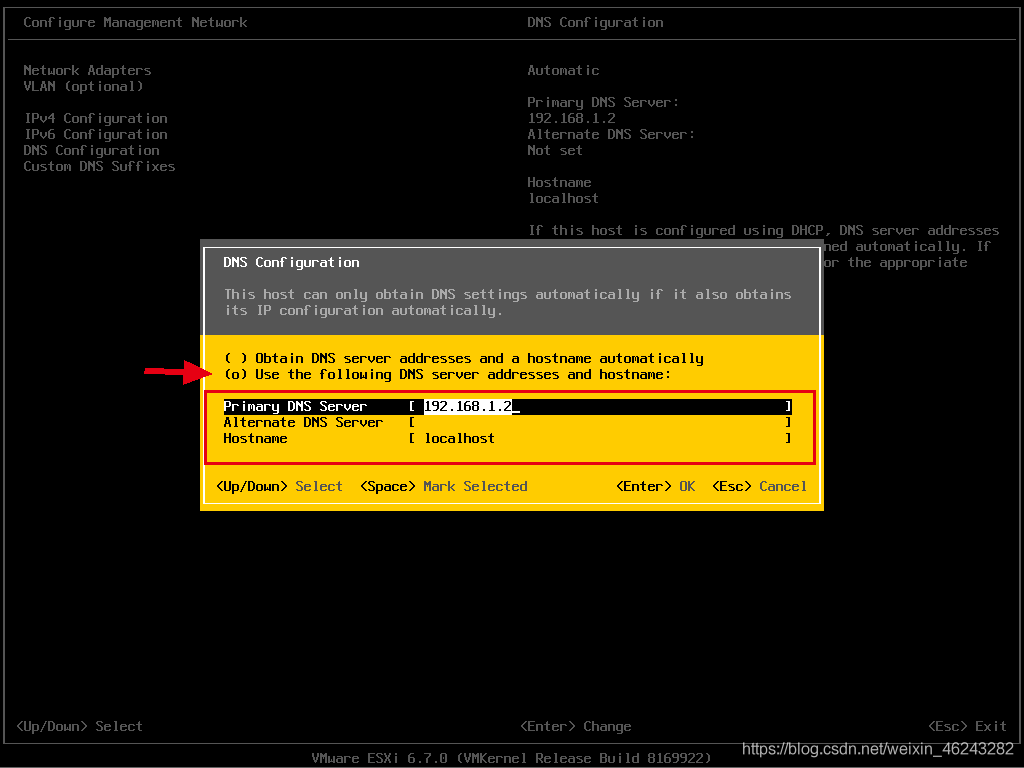 Configure Management Network
DNS Configuration
Network Adapters
VLAN (optional)
IPv4 Configuration
IPv6 Configuration
DNS Configuration
Custom DNS Suffixes
Automatic
Primary DNS Server:
192.168.1.2
Alternate DNS Server:
Not set
Hostname
localhost
If this host is configured using DHCP, DNS server addresses
ned automatically. If
or the appropriate
DNS Configuration
This host can only obtain DNS settings automatically if it also obtains
its IP configuration automatically.
( ) Obtain DNS server addresses and a hostname automatically
(o) Use the following DNS server addresses and hostname:
Primary DNS Server [ 192.168.1.2_ ]
Alternate DNS Server [ ]
Hostname [ localhost ]
<Up/Down> Select <Space> Mark Selected <Enter> OK <Esc> Cancel
<Up/Down> Select <Enter> Change <Esc> Exit
VMware ESXi 6.7.0 (VMKernel Release Build 8169922)
https://blog.csdn.net/weixin_46243282